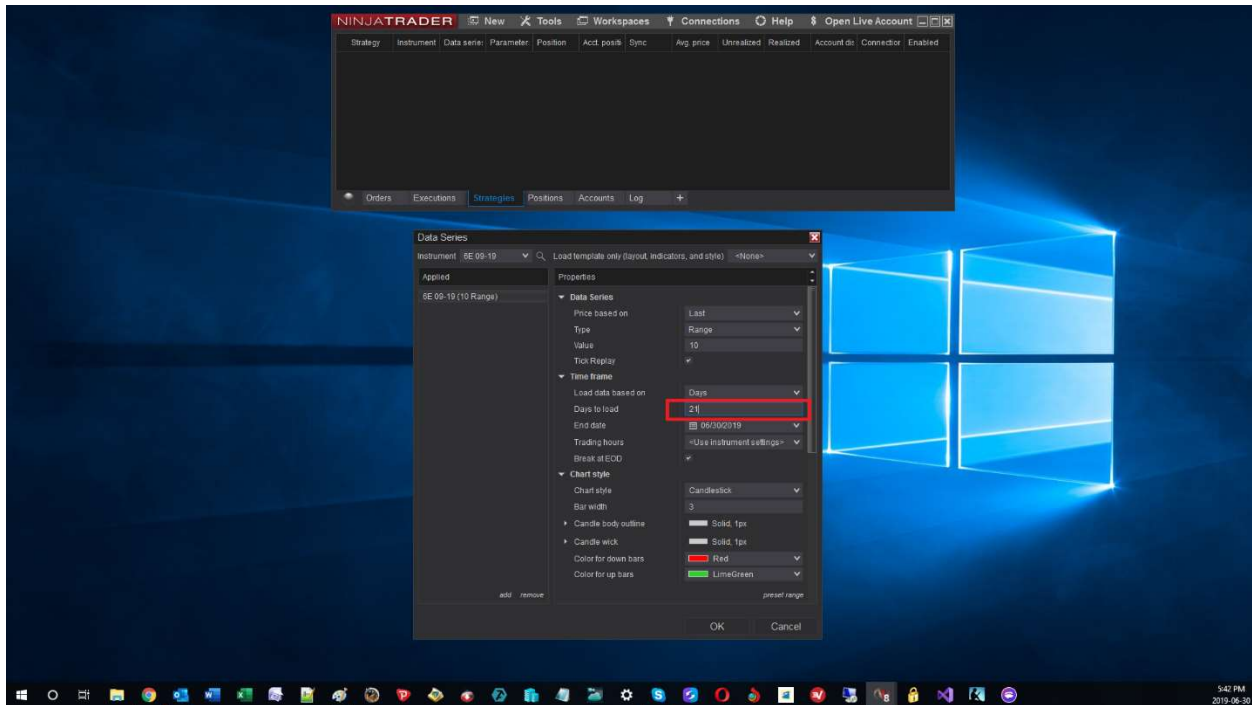 NINJATRADER New Tools Workspaces Connections Help $ Open Live Account
Strategy Instrument Data serie: Parameter. Position Acct. positi Sync Avg. price Unrealized Realized Account dis Connection Enabled
Orders Executions Strategies Positions Accounts Log +
Data Series
Instrument 6E 09-19 Load template only (layout, indicators, and style) <None>
Applied Properties
6E 09-19 (10 Range)
Data Series
Price based on Last
Type Range
Value 10
Tick Replay
Time frame
Load data based on Days
Days to load 21
End date 06/30/2019
Trading hours <Use instrument settings>
Break at EOD
Chart style
Chart style Candlestick
Bar width 3
Candle body outline Solid, 1px
Candle wick Solid, 1px
Color for down bars Red
Color for up bars LimeGreen
add remove preset range
OK Cancel
5:42 PM
2019-06-30